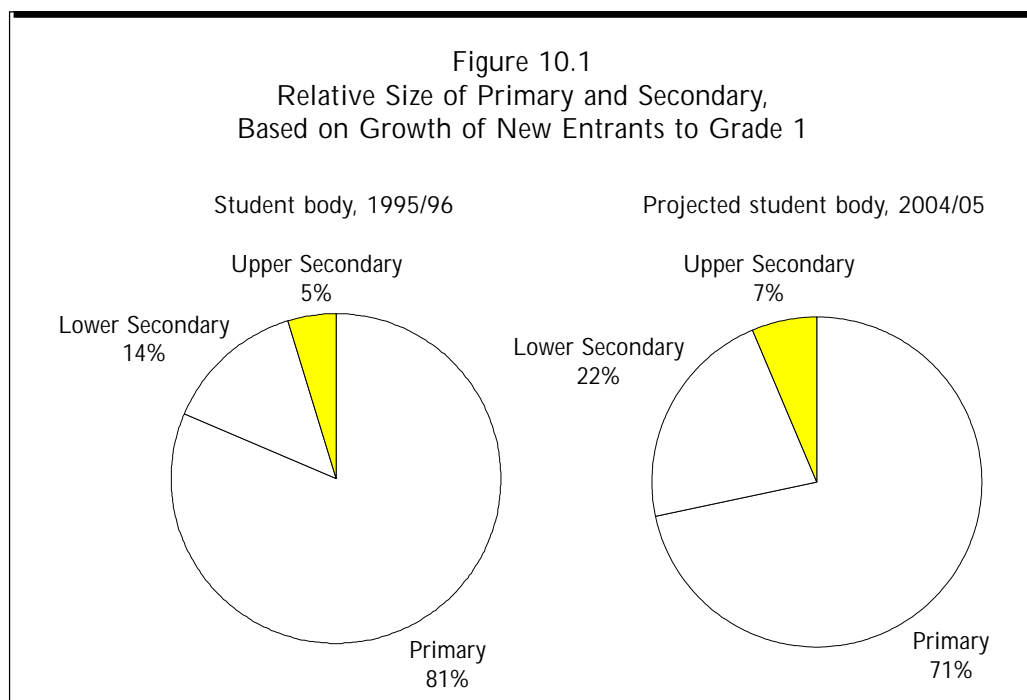 Figure 10.1
Relative Size of Primary and Secondary,
Based on Growth of New Entrants to Grade 1
Student body, 1995/96
Upper Secondary
5%
Lower Secondary
14%
Primary
81%
Projected student body, 2004/05
Upper Secondary
7%
Lower Secondary
22%
Primary
71%